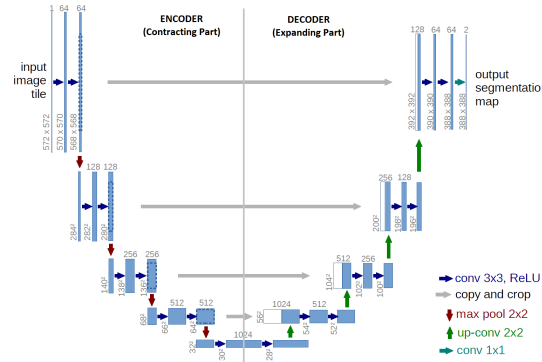 ENCODER
(Contracting Part)
DECODER
(Expanding Part)
1 64 64
input
image
tile
572 x 572
570 x 570
568 x 568
128 64 64 2
output
segmentatio
map
392 x 392
390 x 390
388 x 388
388 x 388
128 128
284²
282²
280²
256 128
200²
198²
196²
256 256
140²
138²
136²
512 256
104²
102²
100²
512 512
68²
66²
64²
1024 512
56²
54²
52²
1024
32²
30²
28²
conv 3x3, ReLU
copy and crop
max pool 2x2
up-conv 2x2
conv 1x1